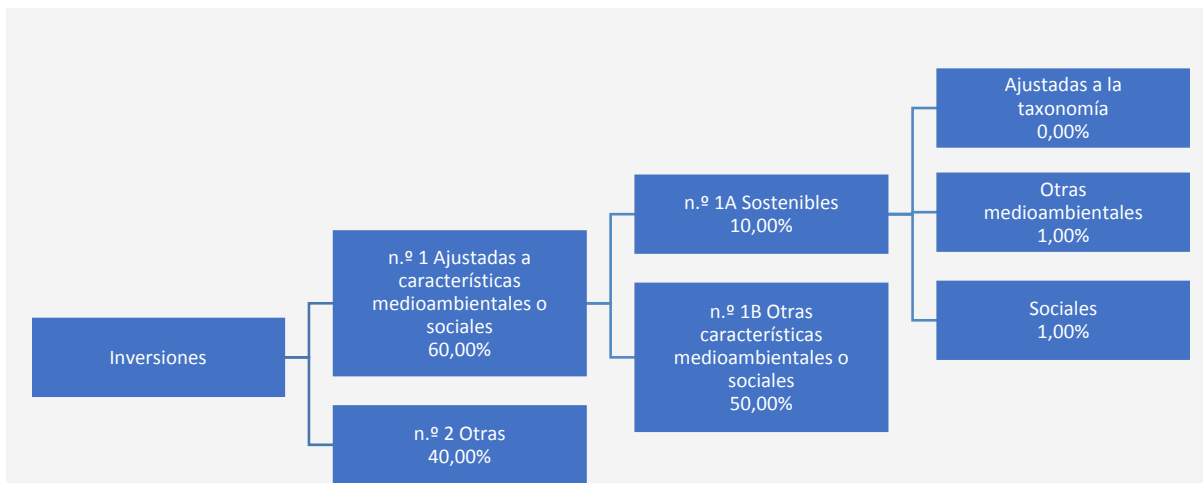 Inversiones
n.º 1 Ajustadas a
características
medioambientales o
sociales
60,00%
n.º 2 Otras
40,00%
n.º 1A Sostenibles
10,00%
n.º 1B Otras
características
medioambientales o
sociales
50,00%
Ajustadas a la
taxonomía
0,00%
Otras
medioambientales
1,00%
Sociales
1,00%